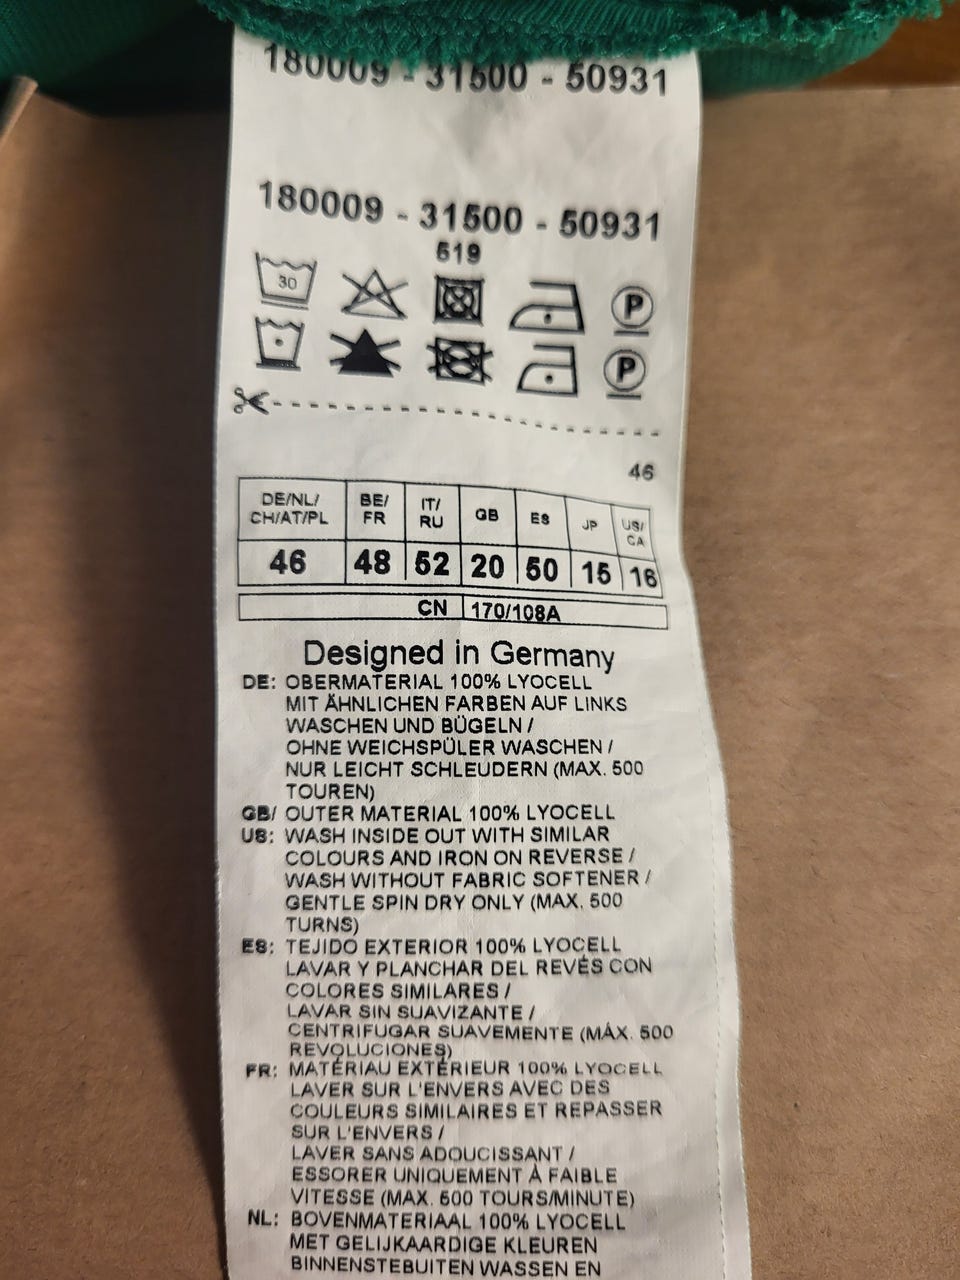 180009 - 31500 - 50931
180009 - 31500 - 50931
519
30 P
P
46
DE/NL/ CH/AT/PL BE/ FR IT/ RU GB ES JP US/ CA
46 48 52 20 50 15 16
CN 170/108A
Designed in Germany
DE: OBERMATERIAL 100% LYOCELL
MIT ÄHNLICHEN FARBEN AUF LINKS
WASCHEN UND BÜGELN /
OHNE WEICHSPÜLER WASCHEN /
NUR LEICHT SCHLEUDERN (MAX. 500
TOUREN)
GB/ OUTER MATERIAL 100% LYOCELL
US: WASH INSIDE OUT WITH SIMILAR
COLOURS AND IRON ON REVERSE /
WASH WITHOUT FABRIC SOFTENER /
GENTLE SPIN DRY ONLY (MAX. 500
TURNS)
ES: TEJIDO EXTERIOR 100% LYOCELL
LAVAR Y PLANCHAR DEL REVÉS CON
COLORES SIMILARES /
LAVAR SIN SUAVIZANTE /
CENTRIFUGAR SUAVEMENTE (MÁX. 500
REVOLUCIONES)
FR: MATÉRIAU EXTÉRIEUR 100% LYOCELL
LAVER SUR L'ENVERS AVEC DES
COULEURS SIMILAIRES ET REPASSER
SUR L'ENVERS /
LAVER SANS ADOUCISSANT /
ESSORER UNIQUEMENT À FAIBLE
VITESSE (MAX. 500 TOURS/MINUTE)
NL: BOVENMATERIAAL 100% LYOCELL
MET GELIJKAARDIGE KLEUREN
BINNENSTEBUITEN WASSEN EN